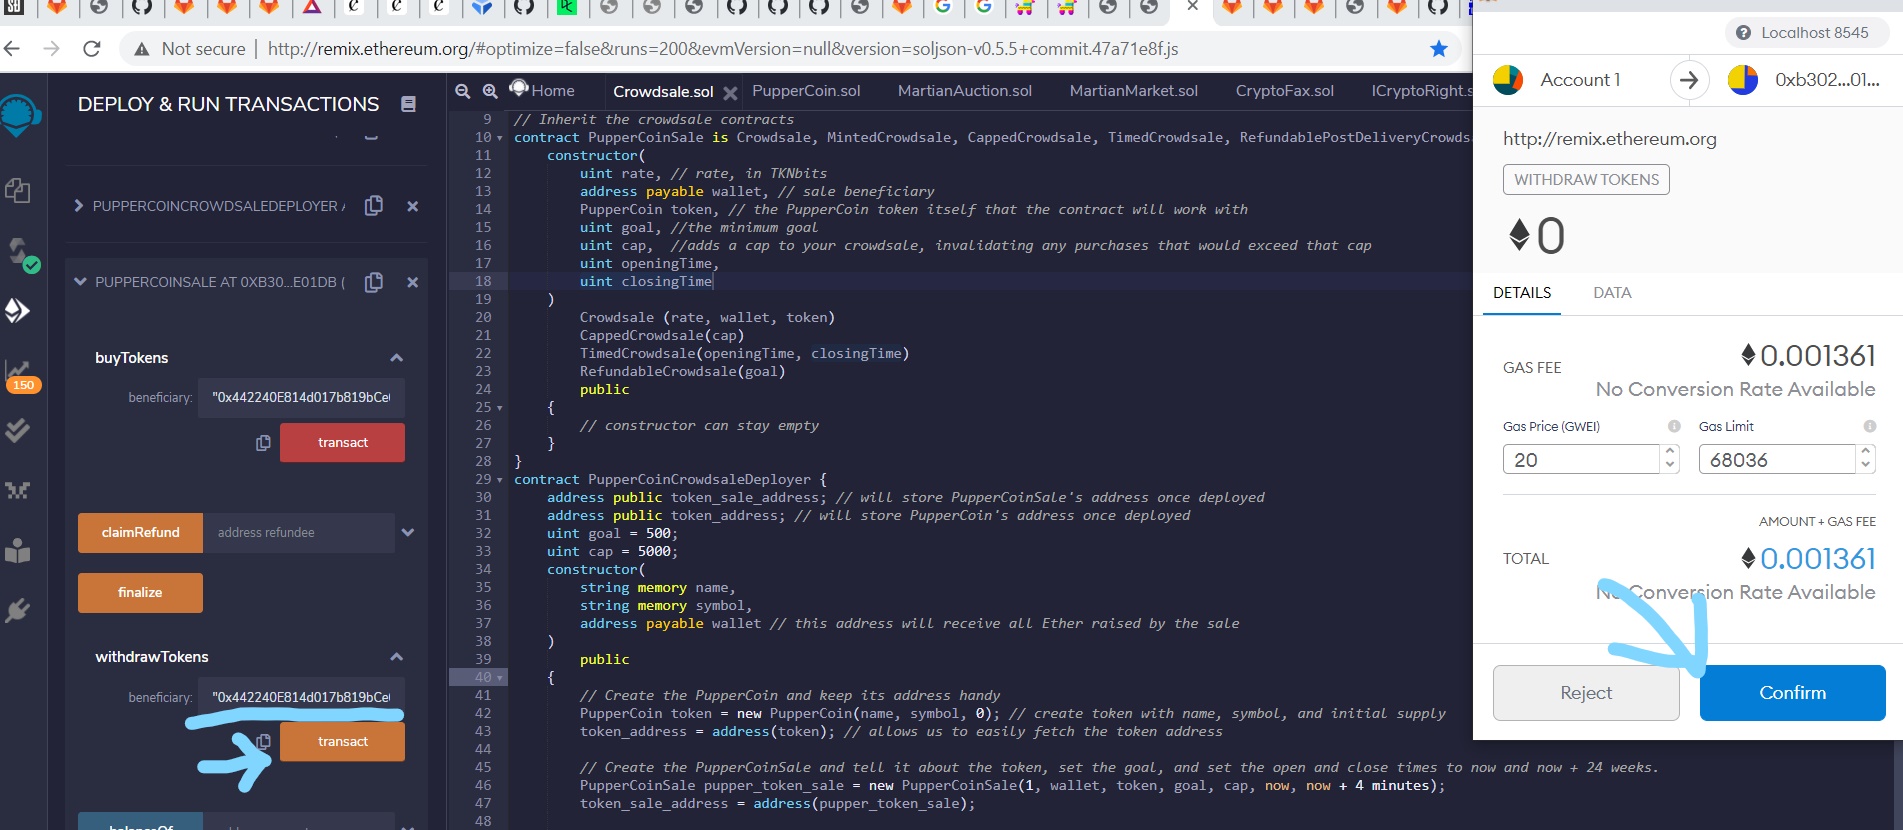 Not secure | http://remix.ethereum.org/#optimize=false&runs=200&evmVersion=null&version=soljson-v0.5.5+commit.47a71e8f.js
DEPLOY & RUN TRANSACTIONS
PUPPERCOINCROWDSALEDEPLOYER
PUPPERCOINSALE AT 0XB30...E01DB (
buyTokens
beneficiary: "0x442240E814d017b819bCe
transact
claimRefund address refundee
finalize
withdrawTokens
beneficiary: "0x442240E814d017b819bCe
transact
balanceOf
150
Home Crowdsale.sol PupperCoin.sol MartianAuction.sol MartianMarket.sol CryptoFax.sol ICryptoRight.s
9 // Inherit the crowdsale contracts
10 contract PupperCoinSale is Crowdsale, MintedCrowdsale, CappedCrowdsale, TimedCrowdsale, RefundablePostDeliveryCrowds
11 constructor(
12 uint rate, // rate, in TKNbits
13 address payable wallet, // sale beneficiary
14 PupperCoin token, // the PupperCoin token itself that the contract will work with
15 uint goal, //the minimum goal
16 uint cap, //adds a cap to your crowdsale, invalidating any purchases that would exceed that cap
17 uint openingTime,
18 uint closingTime
19 )
20 Crowdsale (rate, wallet, token)
21 CappedCrowdsale(cap)
22 TimedCrowdsale(openingTime, closingTime)
23 RefundableCrowdsale(goal)
24 public
25 {
26 // constructor can stay empty
27 }
28 }
29 contract PupperCoinCrowdsaleDeployer {
30 address public token_sale_address; // will store PupperCoinSale's address once deployed
31 address public token_address; // will store PupperCoin's address once deployed
32 uint goal = 500;
33 uint cap = 5000;
34 constructor(
35 string memory name,
36 string memory symbol,
37 address payable wallet // this address will receive all Ether raised by the sale
38 )
39 public
40 {
41 // Create the PupperCoin and keep its address handy
42 PupperCoin token = new PupperCoin(name, symbol, 0); // create token with name, symbol, and initial supply
43 token_address = address(token); // allows us to easily fetch the token address
44
45 // Create the PupperCoinSale and tell it about the token, set the goal, and set the open and close times to now and now + 24 weeks.
46 PupperCoinSale pupper_token_sale = new PupperCoinSale(1, wallet, token, goal, cap, now, now + 4 minutes);
47 token_sale_address = address(pupper_token_sale);
48
Localhost 8545
Account 1 0xb302...01...
http://remix.ethereum.org
WITHDRAW TOKENS
0
DETAILS DATA
GAS FEE 0.001361
No Conversion Rate Available
Gas Price (GWEI) Gas Limit
20 68036
AMOUNT + GAS FEE
TOTAL 0.001361
No Conversion Rate Available
Reject Confirm